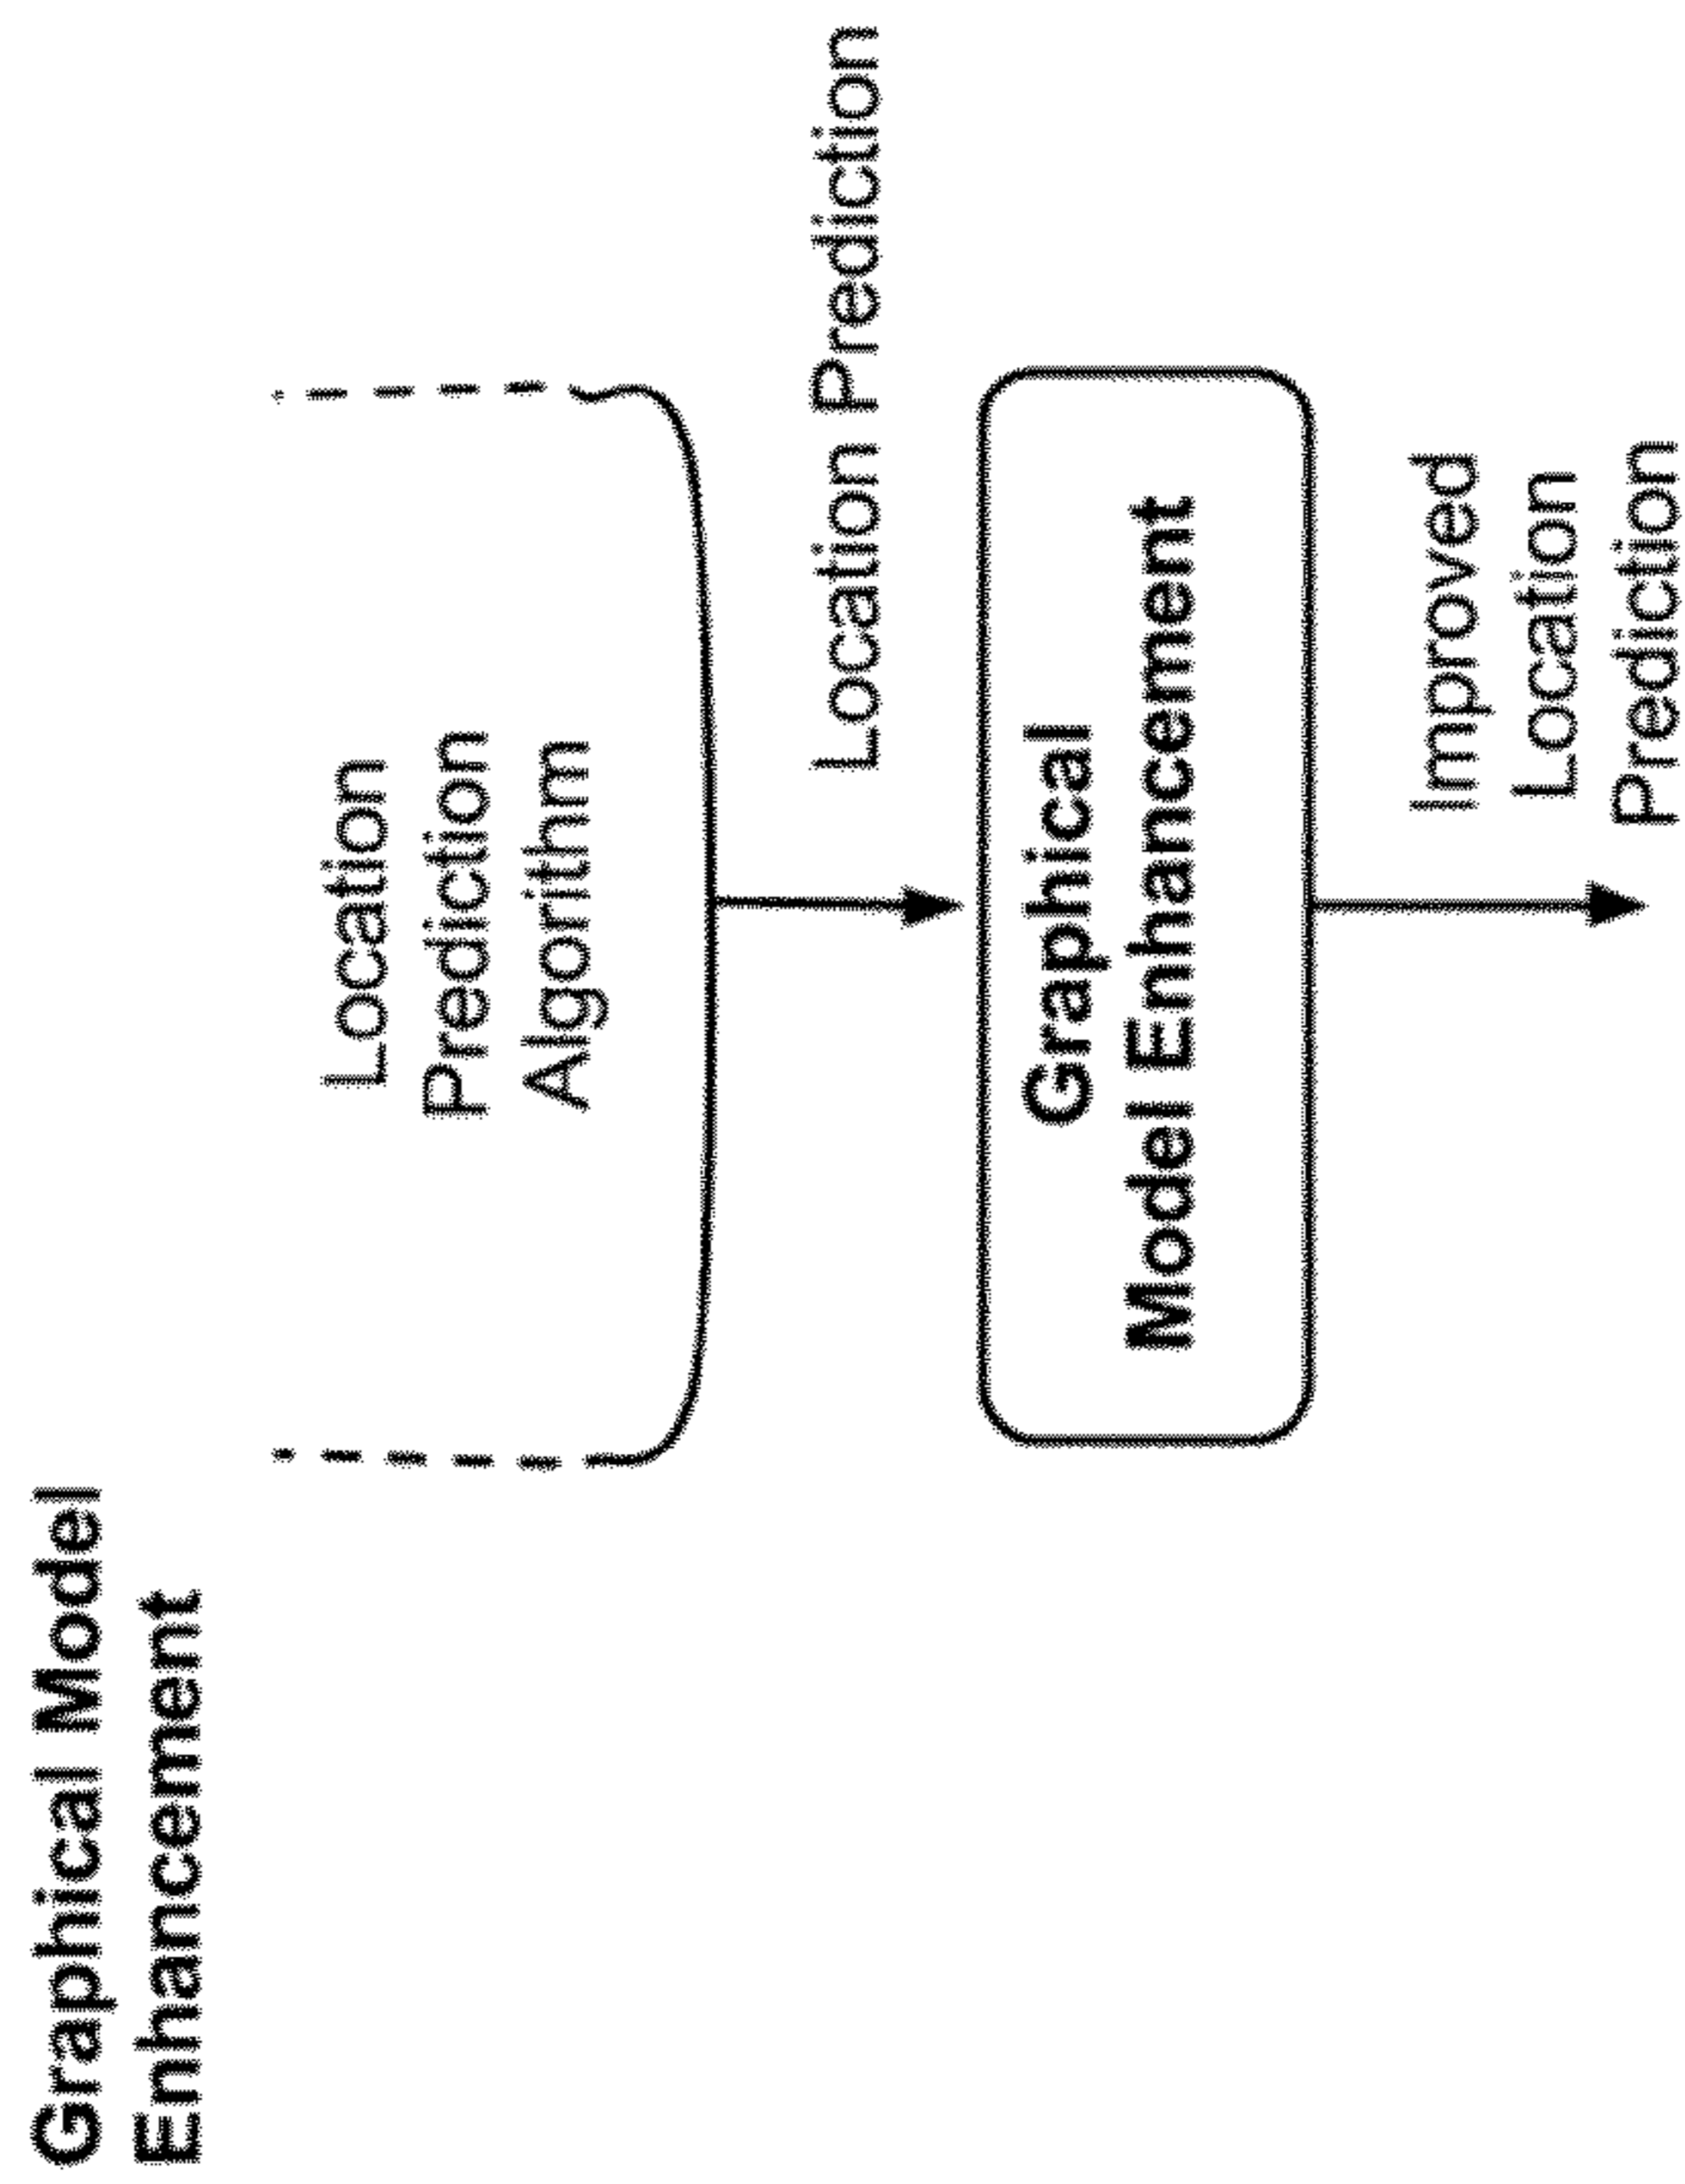 Graphical Model
Enhancement
Location
Prediction
Algorithm
Location Prediction
Graphical
Model Enhancement
Improved
Location
Prediction